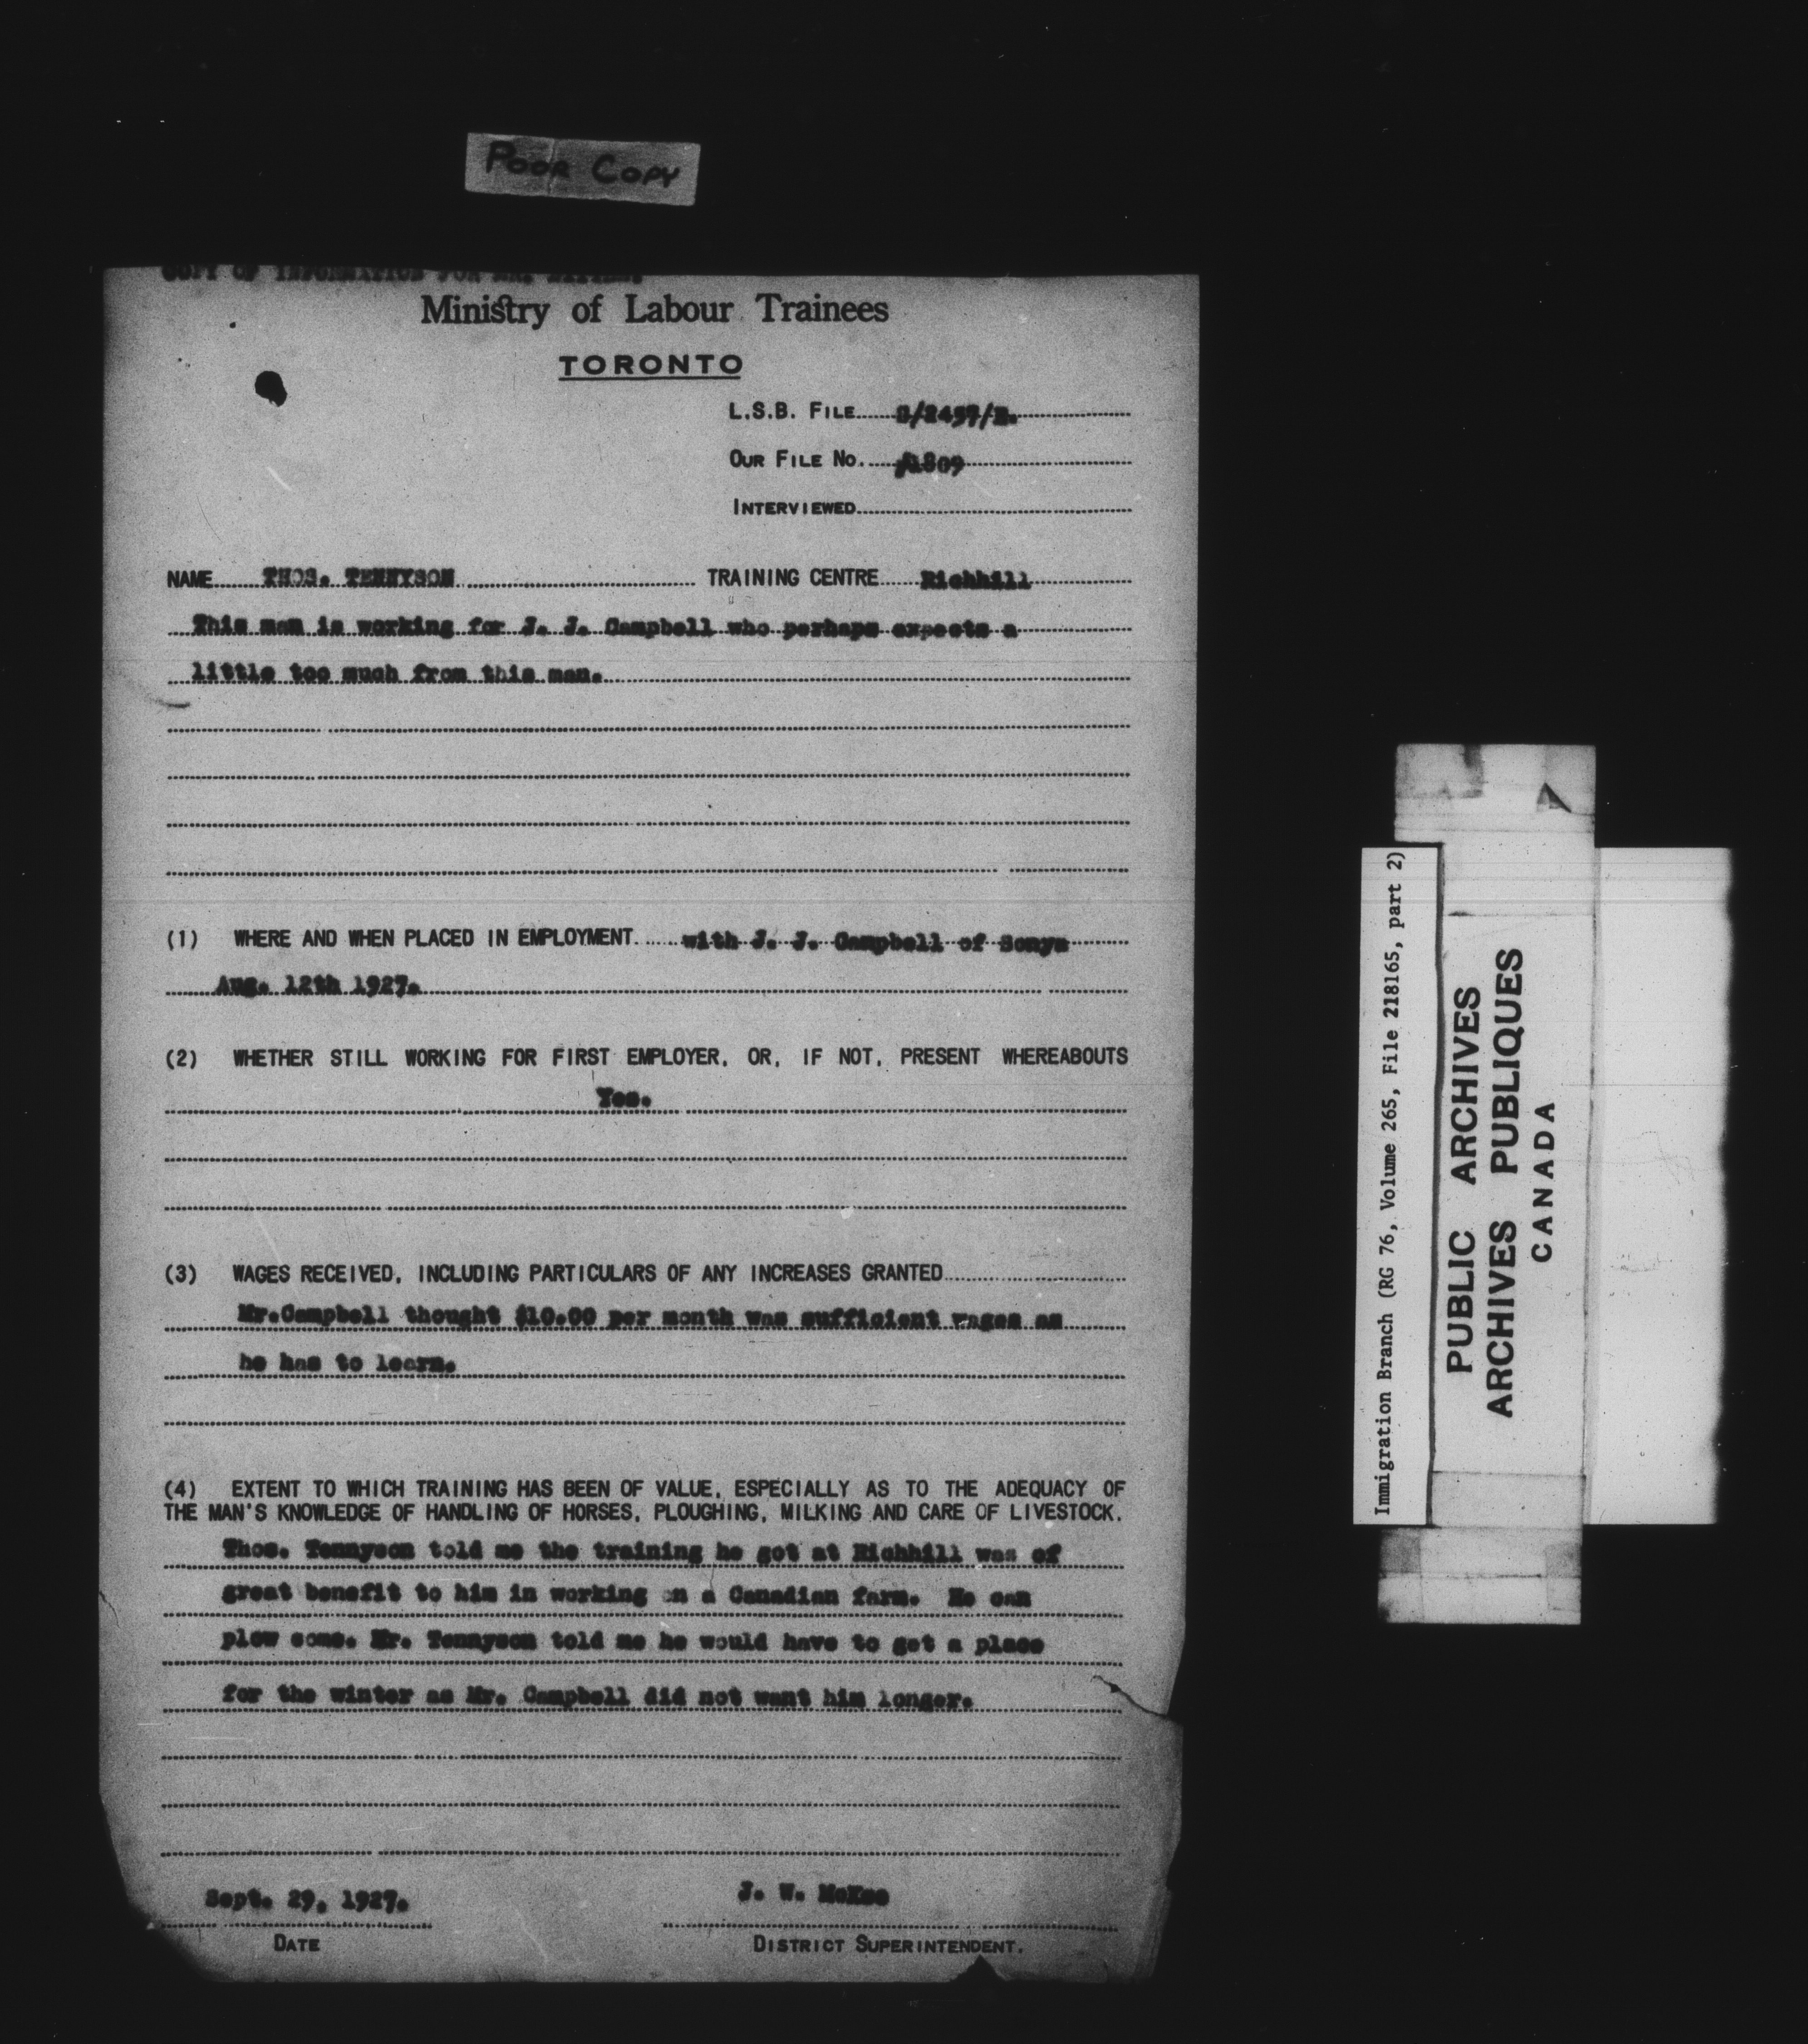 POOR COPY
COPY OF INFORMATION FOR MR.
Ministry of Labour Trainees
TORONTO
L.S.B. FILE
OUR FILE NO.
INTERVIEWED
NAME THOS. TENNYSON TRAINING CENTRE Richhill
This man is working for J. J. Campbell who perhaps expects a
little too much from this man.
(1) WHERE AND WHEN PLACED IN EMPLOYMENT with J. J. Campbell of Sonya
Aug. 12th 1927.
(2) WHETHER STILL WORKING FOR FIRST EMPLOYER, OR, IF NOT, PRESENT WHEREABOUTS
Yes.
(3) WAGES RECEIVED, INCLUDING PARTICULARS OF ANY INCREASES GRANTED
Mr.Campbell thought $10.00 per month was sufficient wages as
he has to learn.
(4) EXTENT TO WHICH TRAINING HAS BEEN OF VALUE, ESPECIALLY AS TO THE ADEQUACY OF
THE MAN'S KNOWLEDGE OF HANDLING OF HORSES, PLOUGHING, MILKING AND CARE OF LIVESTOCK.
Thos. Tennyson told me the training he got at Richhill was of
great benefit to him in working on a Canadian farm. He can
plow some. Mr. Tennyson told me he would have to get a place
for the winter as Mr. Campbell did not want him longer.
Sept. 29, 1927. J. W. McKee
DATE DISTRICT SUPERINTENDENT.
Immigration Branch (RG 76, Volume 265, File 218165, part 2)
PUBLIC ARCHIVES
ARCHIVES PUBLIQUES
CANADA